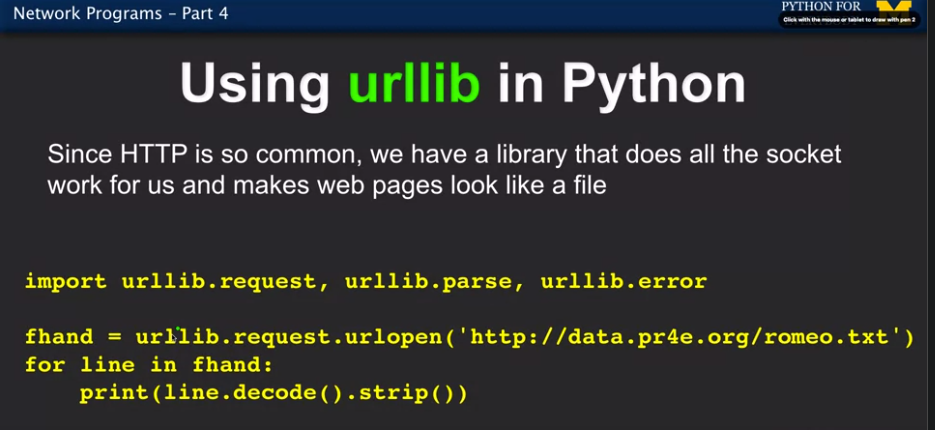 Network Programs – Part 4
PYTHON FOR
Click with the mouse or tablet to draw with pen 2
Using urllib in Python
Since HTTP is so common, we have a library that does all the socket
work for us and makes web pages look like a file
import urllib.request, urllib.parse, urllib.error
fhand = urllib.request.urlopen('http://data.pr4e.org/romeo.txt')
for line in fhand:
    print(line.decode().strip())